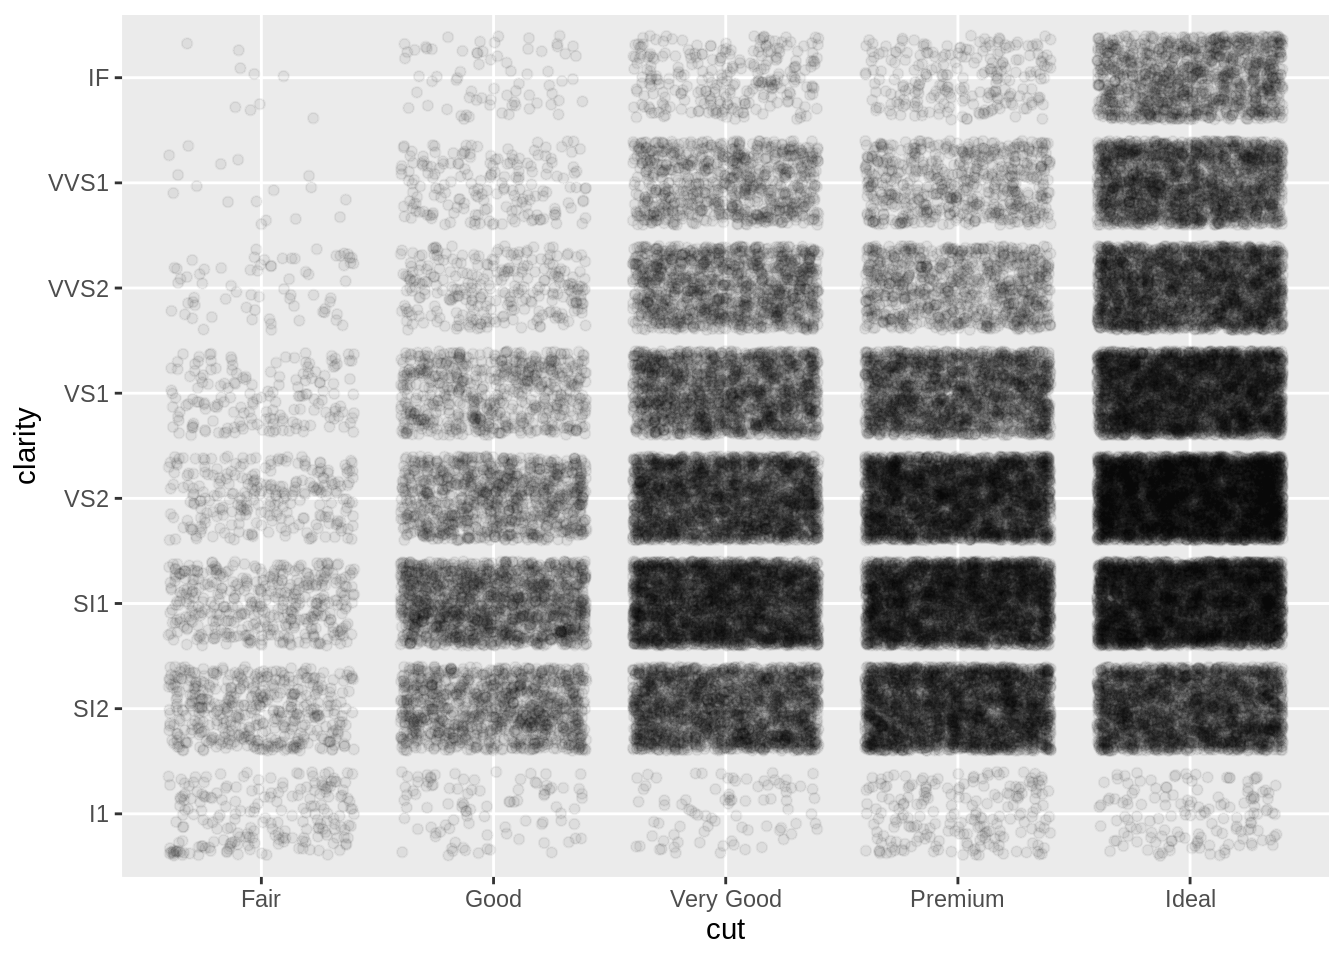 IF
VVS1
VVS2
VS1
VS2
SI1
SI2
I1
clarity
Fair
Good
Very Good
Premium
Ideal
cut